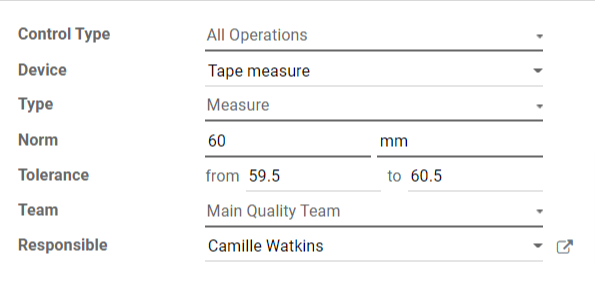 Control Type All Operations
Device Tape measure
Type Measure
Norm 60 mm
Tolerance from 59.5 to 60.5
Team Main Quality Team
Responsible Camille Watkins